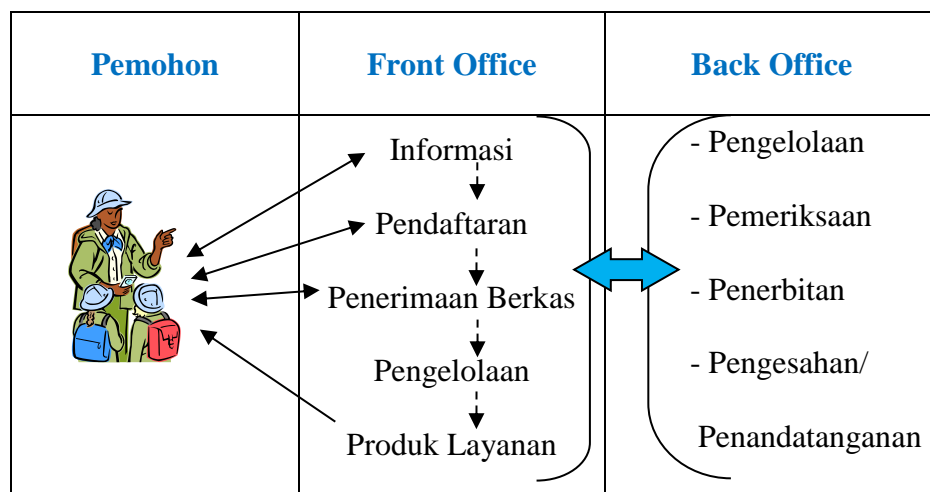 Pemohon
Front Office
Back Office
Informasi
Pendaftaran
Penerimaan Berkas
Pengelolaan
Produk Layanan
- Pengelolaan
- Pemeriksaan
- Penerbitan
- Pengesahan/
Penandatanganan